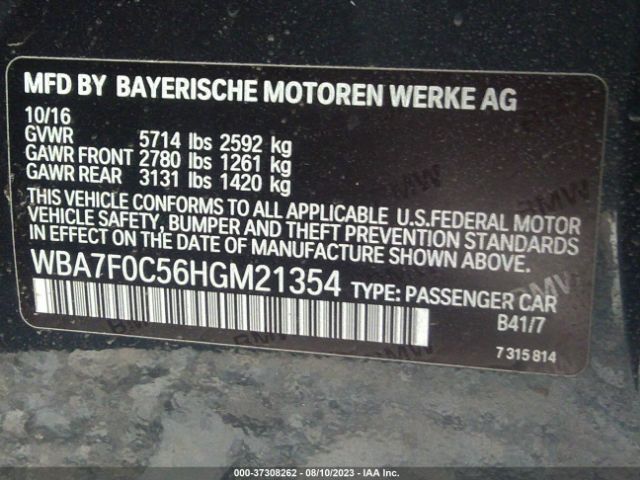 MFD BY BAYERISCHE MOTOREN WERKE AG
10/16
GVWR 5714 lbs 2592 kg
GAWR FRONT 2780 lbs 1261 kg
GAWR REAR 3131 lbs 1420 kg
THIS VEHICLE CONFORMS TO ALL APPLICABLE U.S.FEDERAL MOTOR
VEHICLE SAFETY, BUMPER AND THEFT PREVENTION STANDARDS
IN EFFECT ON THE DATE OF MANUFACTURE SHOWN
ABOVE.
WBA7F0C56HGM21354 TYPE: PASSENGER CAR
B41/7
7 315 814
000-37308262 - 08/10/2023 - IAA Inc.